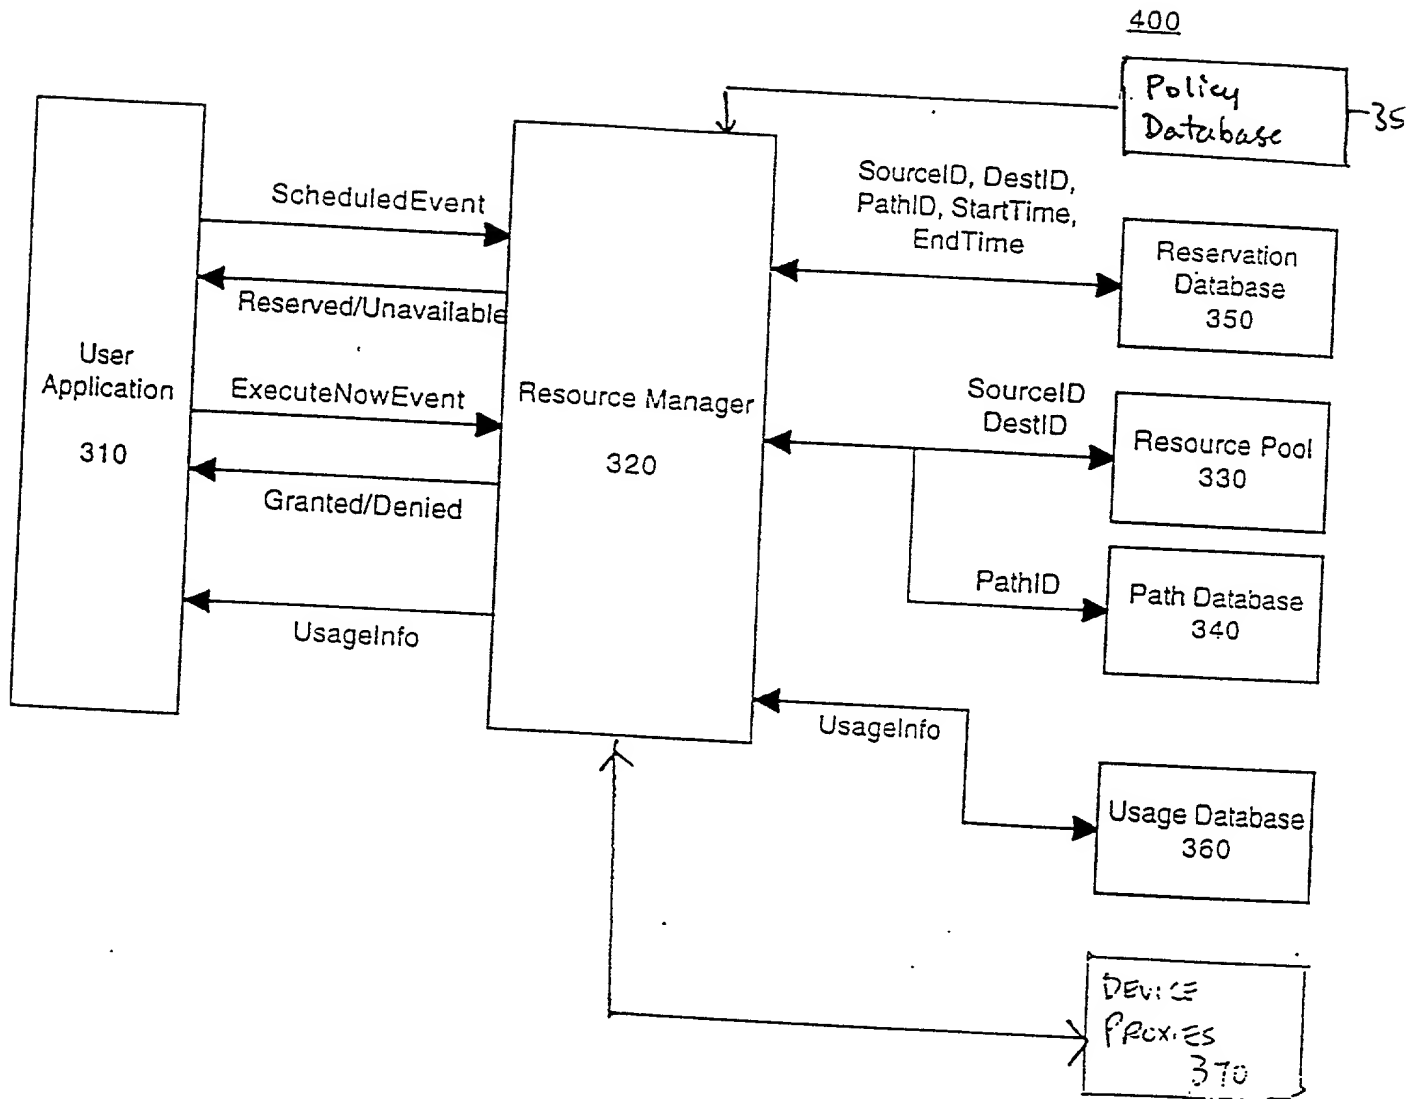 400
Policy
Database
35
SourceID, DestID,
PathID, StartTime,
EndTime
Reservation
Database
350
ScheduledEvent
Reserved/Unavailable
User
Application
310
ExecuteNowEvent
Granted/Denied
UsageInfo
Resource Manager
320
SourceID
DestID
Resource Pool
330
PathID
Path Database
340
UsageInfo
Usage Database
360
DEVICE
PROXIES
370